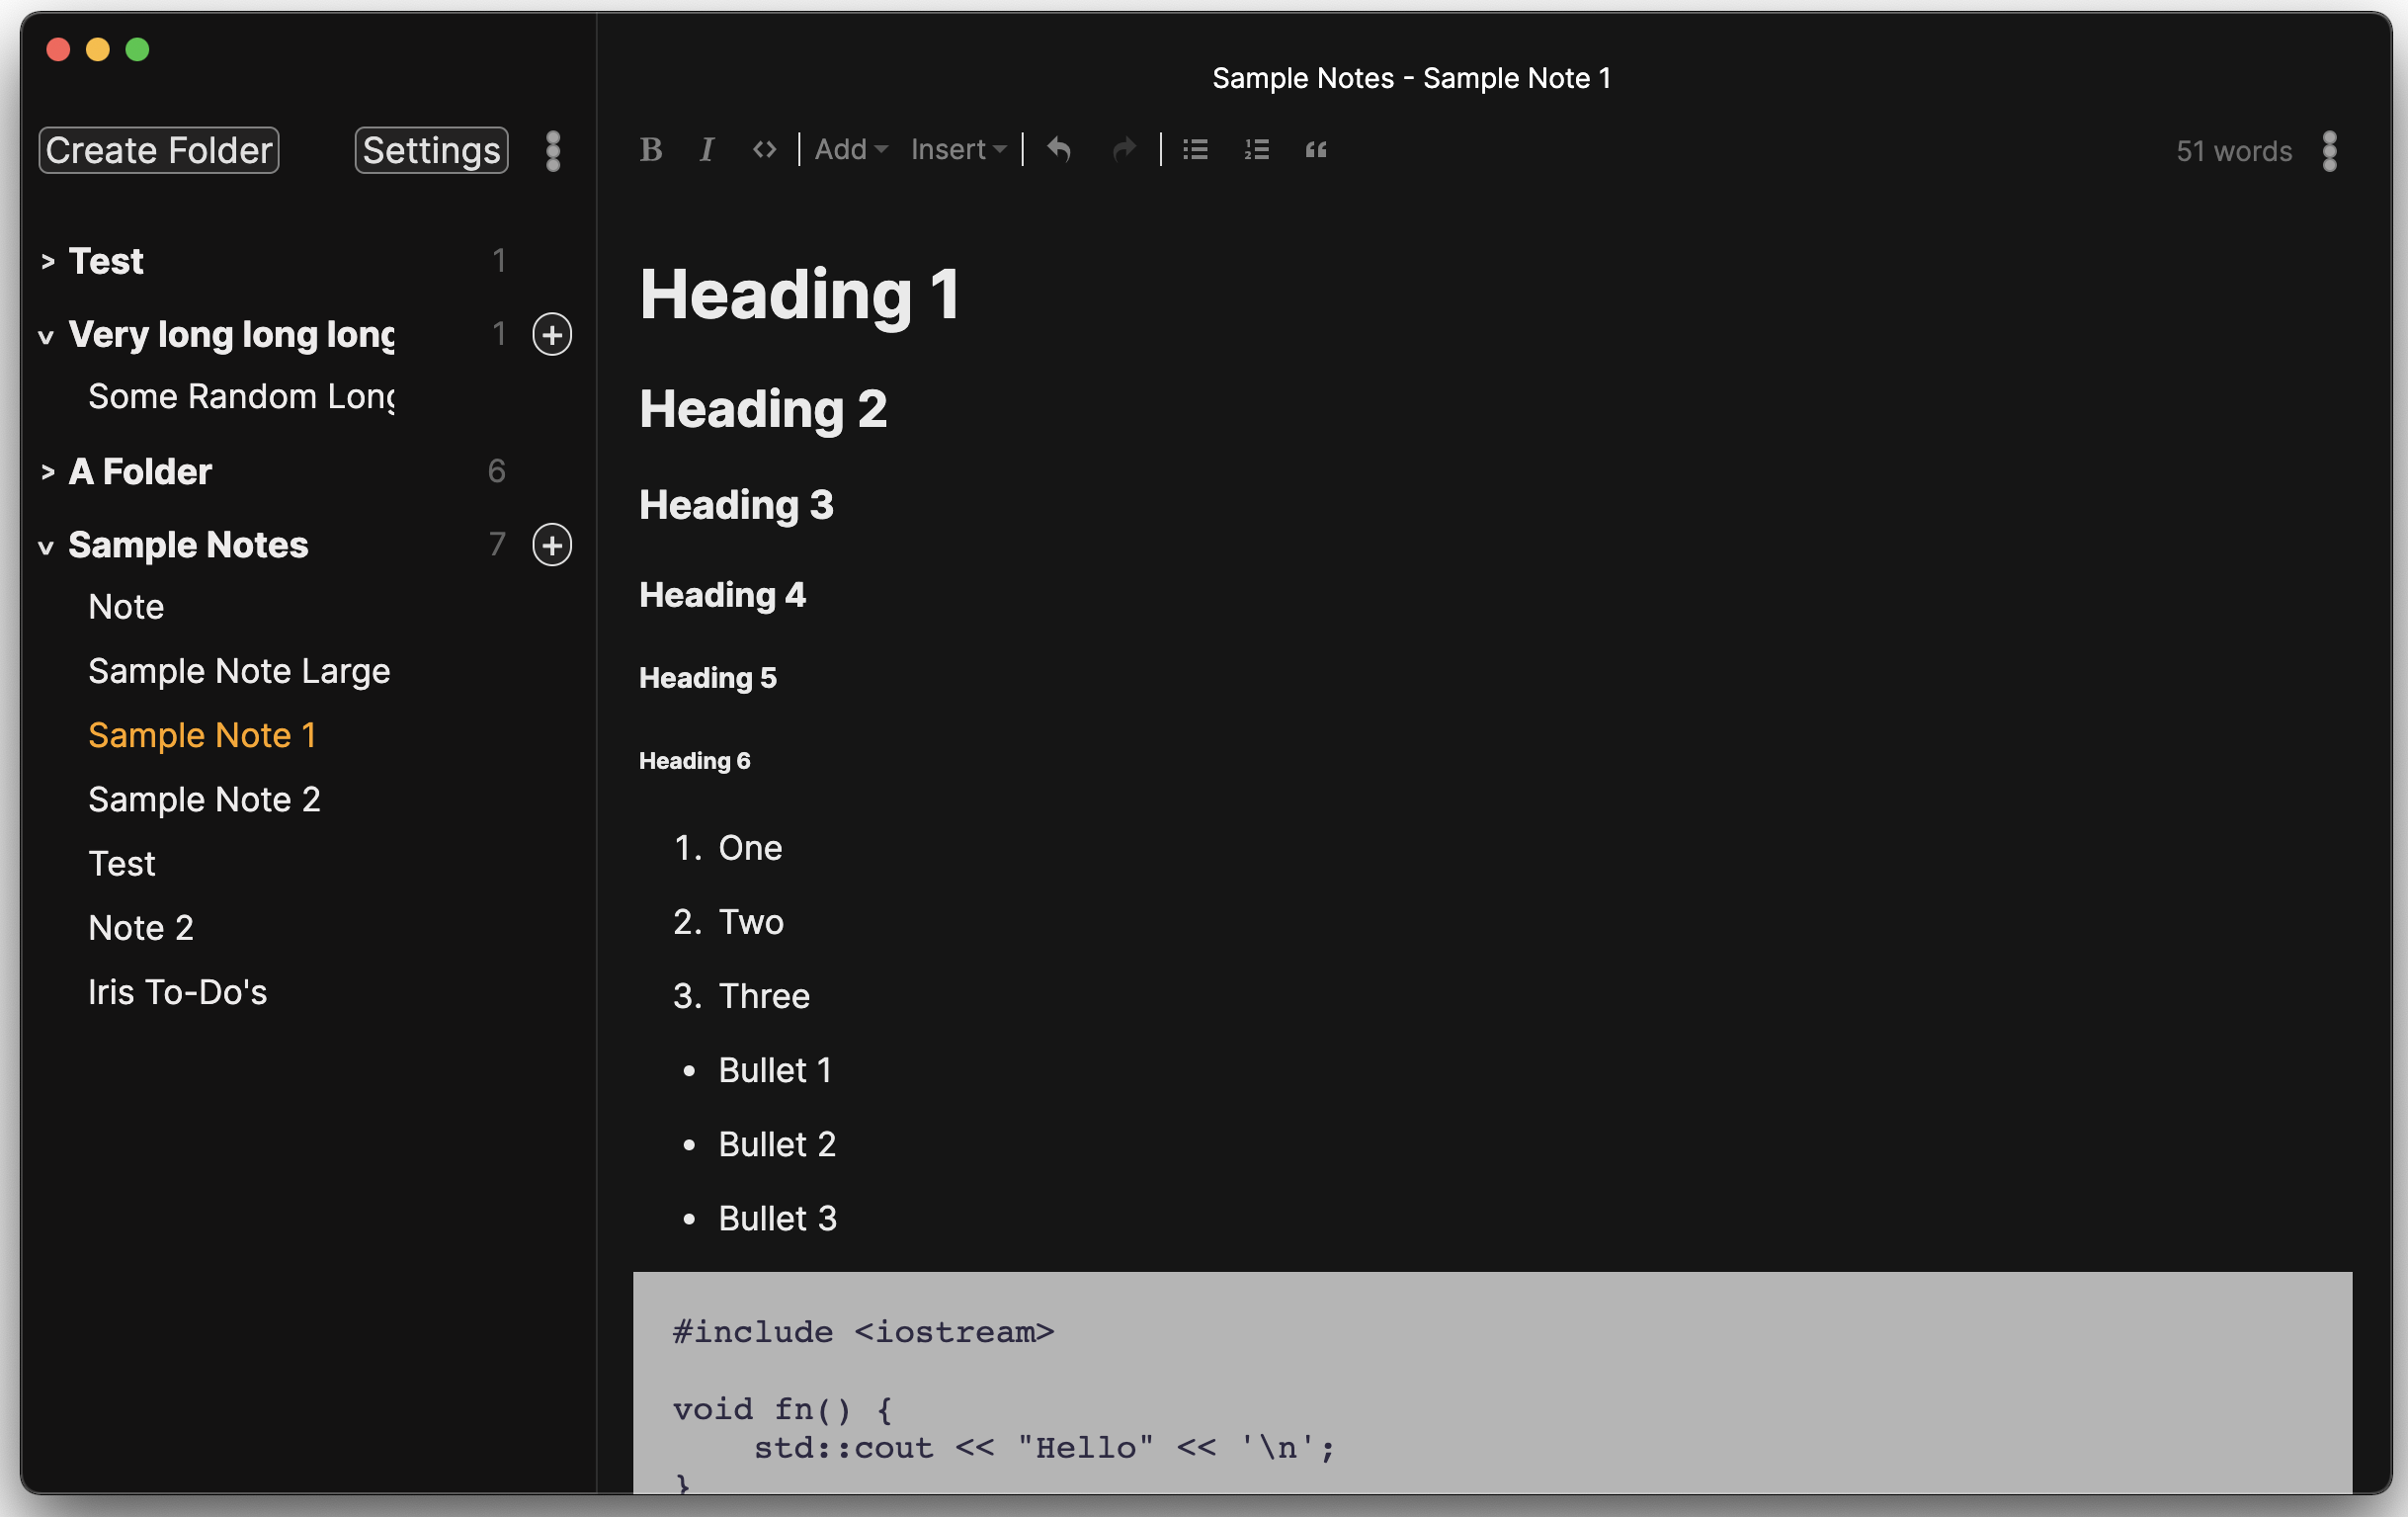 Sample Notes - Sample Note 1
Create Folder Settings
B I <> Add Insert 51 words
> Test 1
v Very long long long 1 +
Some Random Long
> A Folder 6
v Sample Notes 7 +
Note
Sample Note Large
Sample Note 1
Sample Note 2
Test
Note 2
Iris To-Do's
Heading 1
Heading 2
Heading 3
Heading 4
Heading 5
Heading 6
1. One
2. Two
3. Three
• Bullet 1
• Bullet 2
• Bullet 3
#include <iostream>
void fn() {
    std::cout << "Hello" << '\n';
}